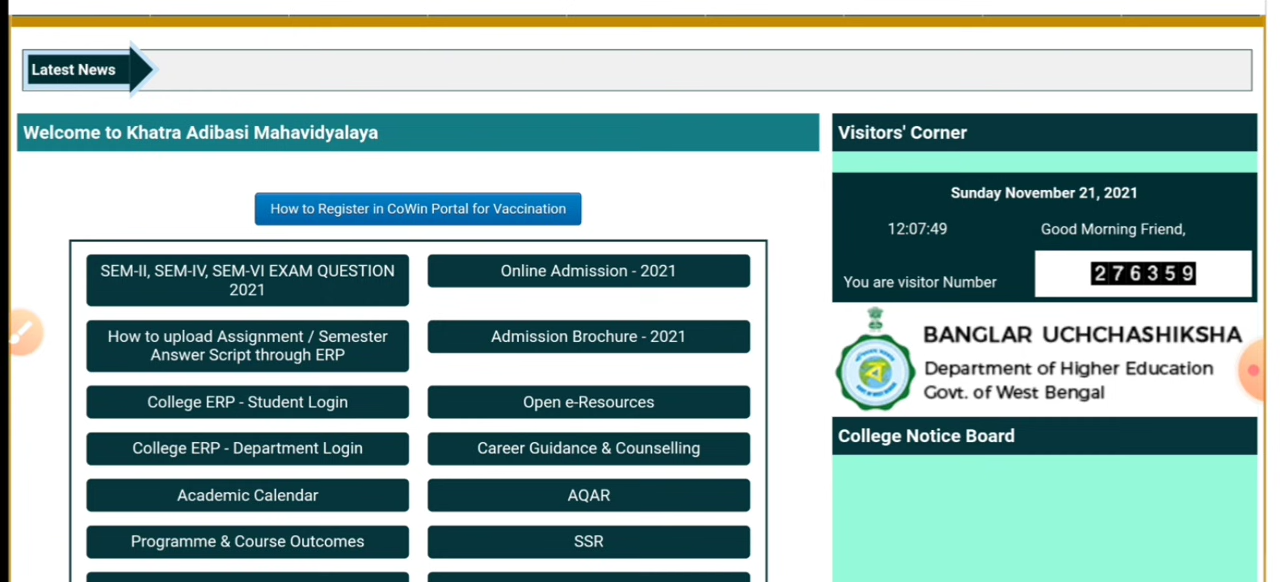 Latest News
Welcome to Khatra Adibasi Mahavidyalaya
How to Register in CoWin Portal for Vaccination
SEM-II, SEM-IV, SEM-VI EXAM QUESTION
2021
Online Admission - 2021
How to upload Assignment / Semester
Answer Script through ERP
Admission Brochure - 2021
College ERP - Student Login
Open e-Resources
College ERP - Department Login
Career Guidance & Counselling
Academic Calendar
AQAR
Programme & Course Outcomes
SSR
Visitors' Corner
Sunday November 21, 2021
12:07:49
Good Morning Friend,
You are visitor Number
276359
BANGLAR UCHCHASHIKSHA
Department of Higher Education
Govt. of West Bengal
College Notice Board